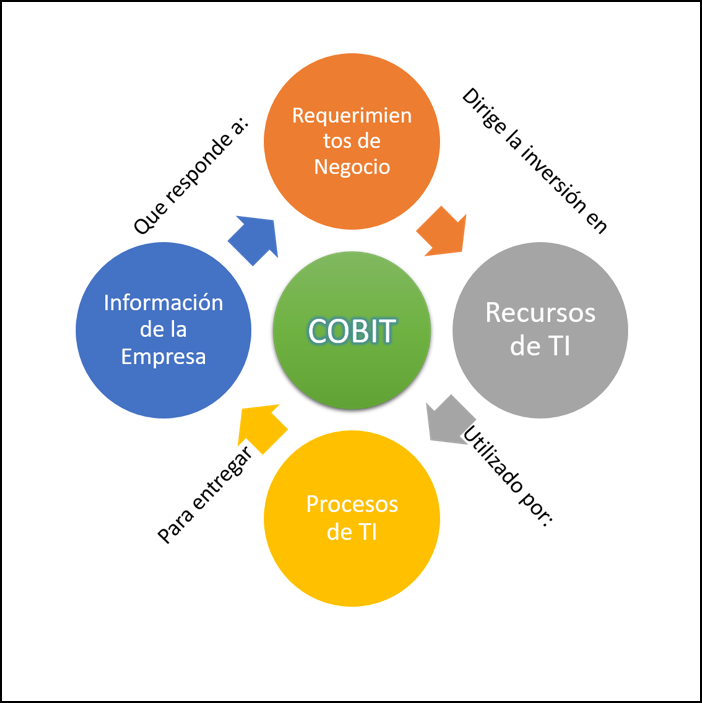 Requerimien
tos de
Negocio
Dirige la inversión en
Recursos
de TI
Utilizado por:
Procesos
de TI
Para entregar
Información
de la
Empresa
Que responde a:
COBIT